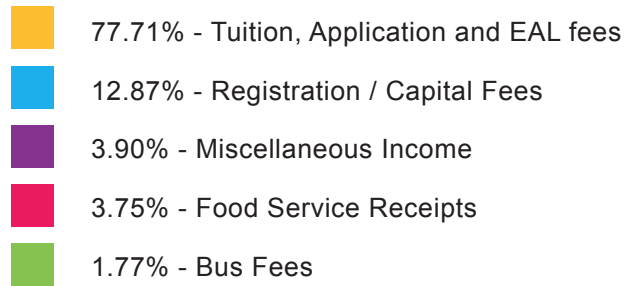 77.71% - Tuition, Application and EAL fees
12.87% - Registration / Capital Fees
3.90% - Miscellaneous Income
3.75% - Food Service Receipts
1.77% - Bus Fees